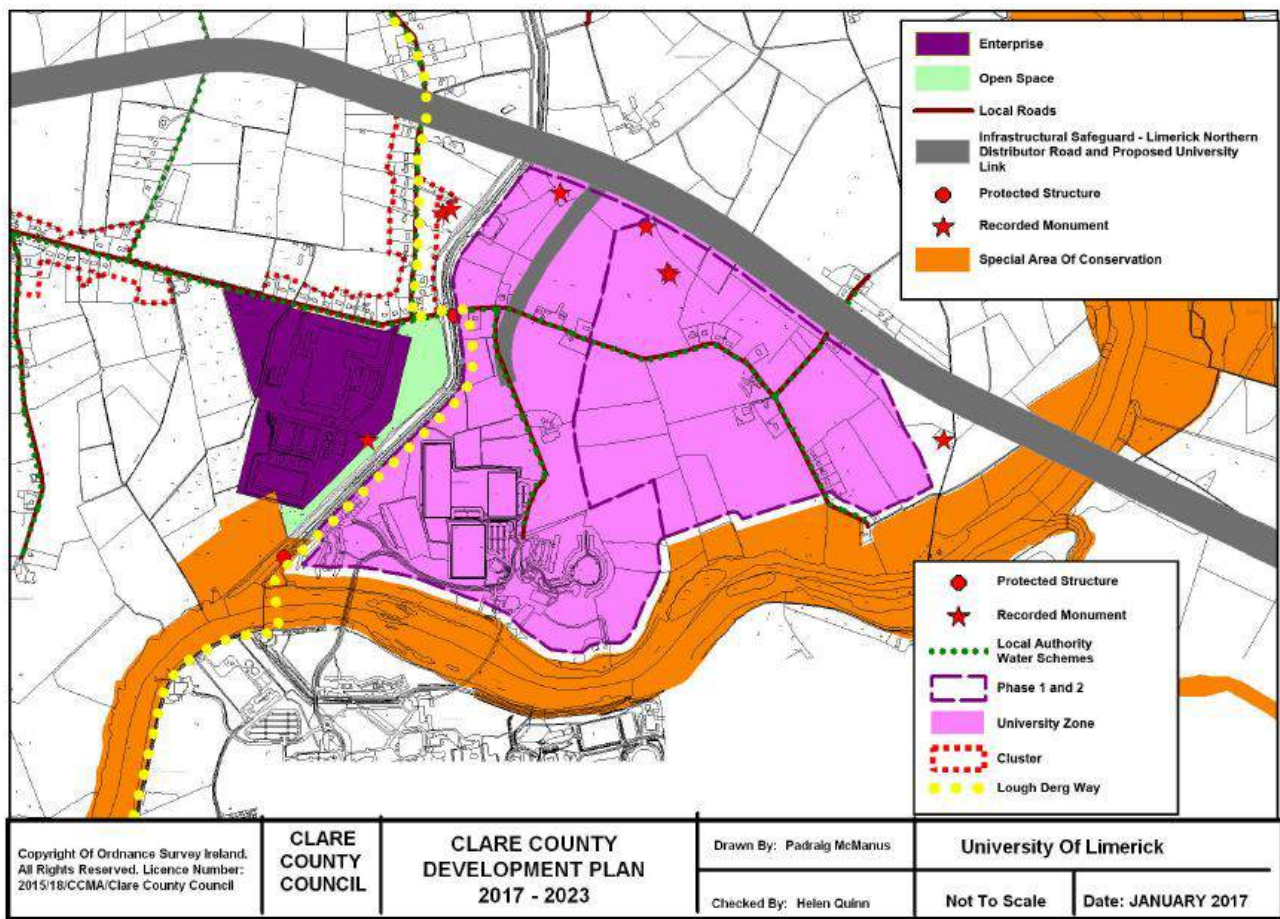 Enterprise
Open Space
Local Roads
Infrastructural Safeguard - Limerick Northern
Distributor Road and Proposed University
Link
Protected Structure
Recorded Monument
Special Area Of Conservation
Protected Structure
Recorded Monument
Local Authority
Water Schemes
Phase 1 and 2
University Zone
Cluster
Lough Derg Way
Copyright Of Ordnance Survey Ireland.
All Rights Reserved. Licence Number:
2015/18/CCMA/Clare County Council
CLARE
COUNTY
COUNCIL
CLARE COUNTY
DEVELOPMENT PLAN
2017 - 2023
Drawn By: Padraig McManus
Checked By: Helen Quinn
University Of Limerick
Not To Scale
Date: JANUARY 2017